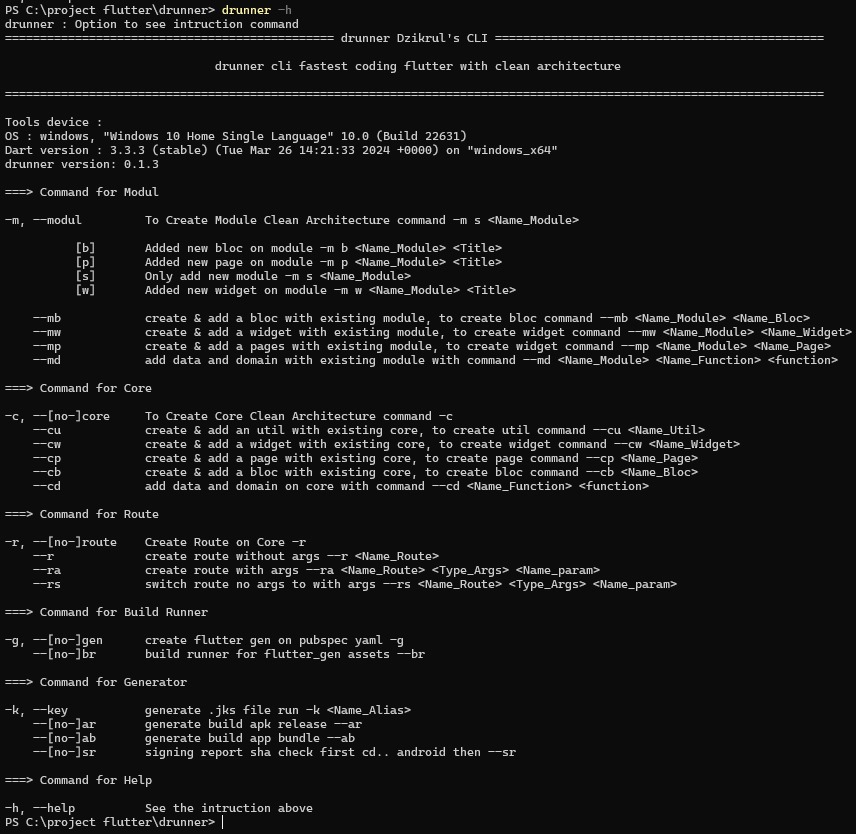 PS C:\project flutter\drunner> drunner -h
drunner : Option to see intruction command
=============================================== drunner Dzikrul's CLI ===============================================
drunner cli fastest coding flutter with clean architecture
=====================================================================================================================
Tools device :
OS : windows, "Windows 10 Home Single Language" 10.0 (Build 22631)
Dart version : 3.3.3 (stable) (Tue Mar 26 14:21:33 2024 +0000) on "windows_x64"
drunner version: 0.1.3
===> Command for Modul
-m, --modul         To Create Module Clean Architecture command -m s <Name_Module>
          [b]       Added new bloc on module -m b <Name_Module> <Title>
          [p]       Added new page on module -m p <Name_Module> <Title>
          [s]       Only add new module -m s <Name_Module>
          [w]       Added new widget on module -m w <Name_Module> <Title>
    --mb            create & add a bloc with existing module, to create bloc command --mb <Name_Module> <Name_Bloc>
    --mw            create & add a widget with existing module, to create widget command --mw <Name_Module> <Name_Widget>
    --mp            create & add a pages with existing module, to create widget command --mp <Name_Module> <Name_Page>
    --md            add data and domain with existing module with command --md <Name_Module> <Name_Function> <function>
===> Command for Core
-c, --[no-]core     To Create Core Clean Architecture command -c
    --cu            create & add an util with existing core, to create util command --cu <Name_Util>
    --cw            create & add a widget with existing core, to create widget command --cw <Name_Widget>
    --cp            create & add a page with existing core, to create page command --cp <Name_Page>
    --cb            create & add a bloc with existing core, to create bloc command --cb <Name_Bloc>
    --cd            add data and domain on core with command --cd <Name_Function> <function>
===> Command for Route
-r, --[no-]route    Create Route on Core -r
    --r             create route without args --r <Name_Route>
    --ra            create route with args --ra <Name_Route> <Type_Args> <Name_param>
    --rs            switch route no args to with args --rs <Name_Route> <Type_Args> <Name_param>
===> Command for Build Runner
-g, --[no-]gen      create flutter gen on pubspec yaml -g
    --[no-]br       build runner for flutter_gen assets --br
===> Command for Generator
-k, --key           generate .jks file run -k <Name_Alias>
    --[no-]ar       generate build apk release --ar
    --[no-]ab       generate build app bundle --ab
    --[no-]sr       signing report sha check first cd.. android then --sr
===> Command for Help
-h, --help          See the intruction above
PS C:\project flutter\drunner>